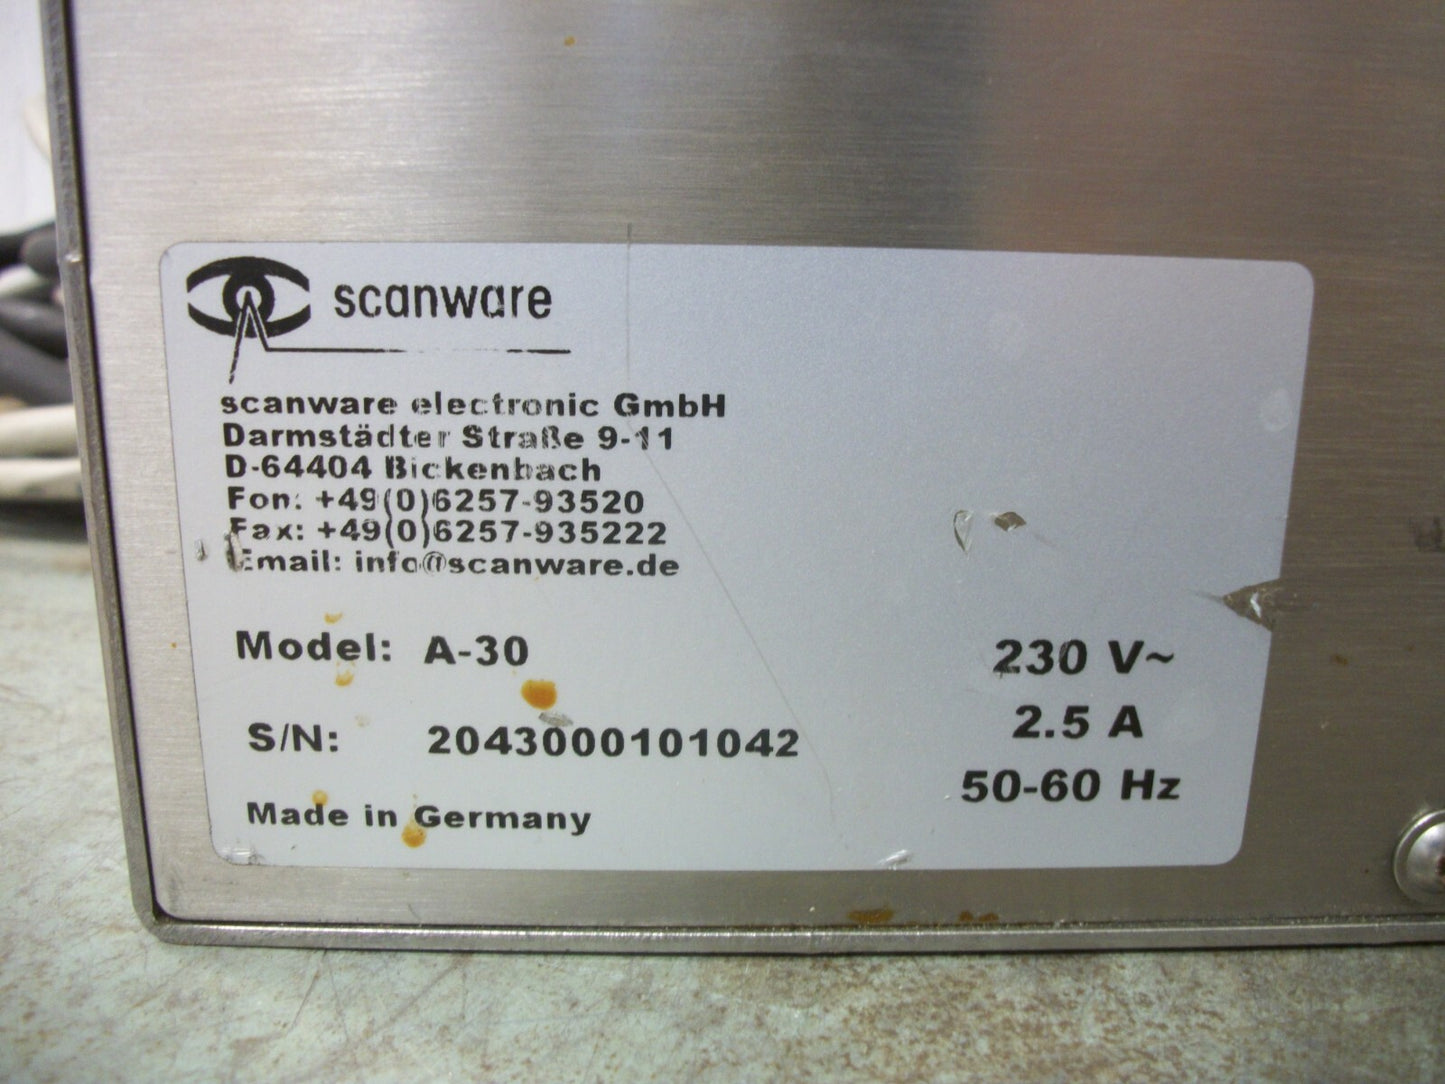 scanware
scanware electronic GmbH
Darmstädter Straße 9-11
D-64404 Bickenbach
Fon: +49(0)6257-93520
Fax: +49(0)6257-935222
Email: info@scanware.de
Model: A-30
230 V~
2.5 A
S/N: 2043000101042
50-60 Hz
Made in Germany